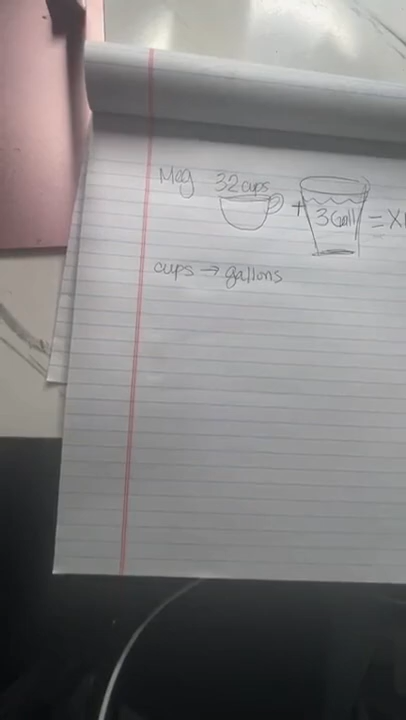 Meg 32cups + 3Gall = X
cups → gallons